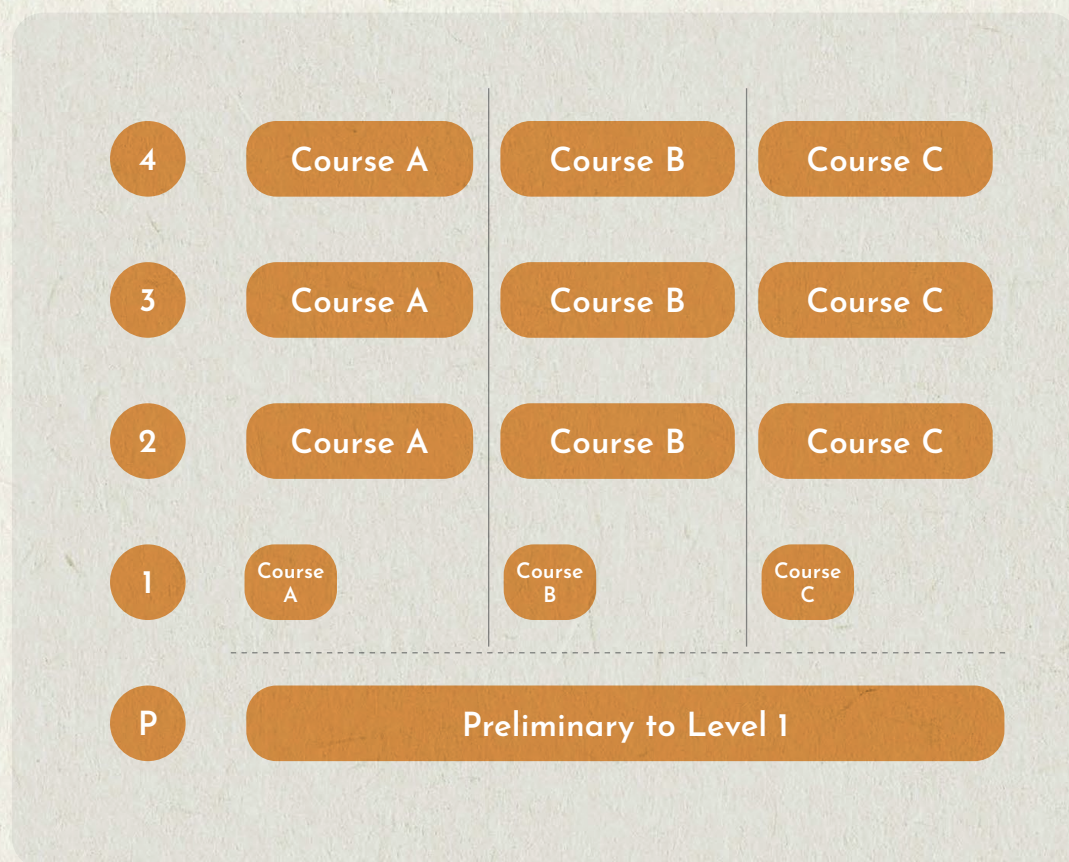 4 Course A Course B Course C
3 Course A Course B Course C
2 Course A Course B Course C
1
Course
A
Course
B
Course
C
P Preliminary to Level 1